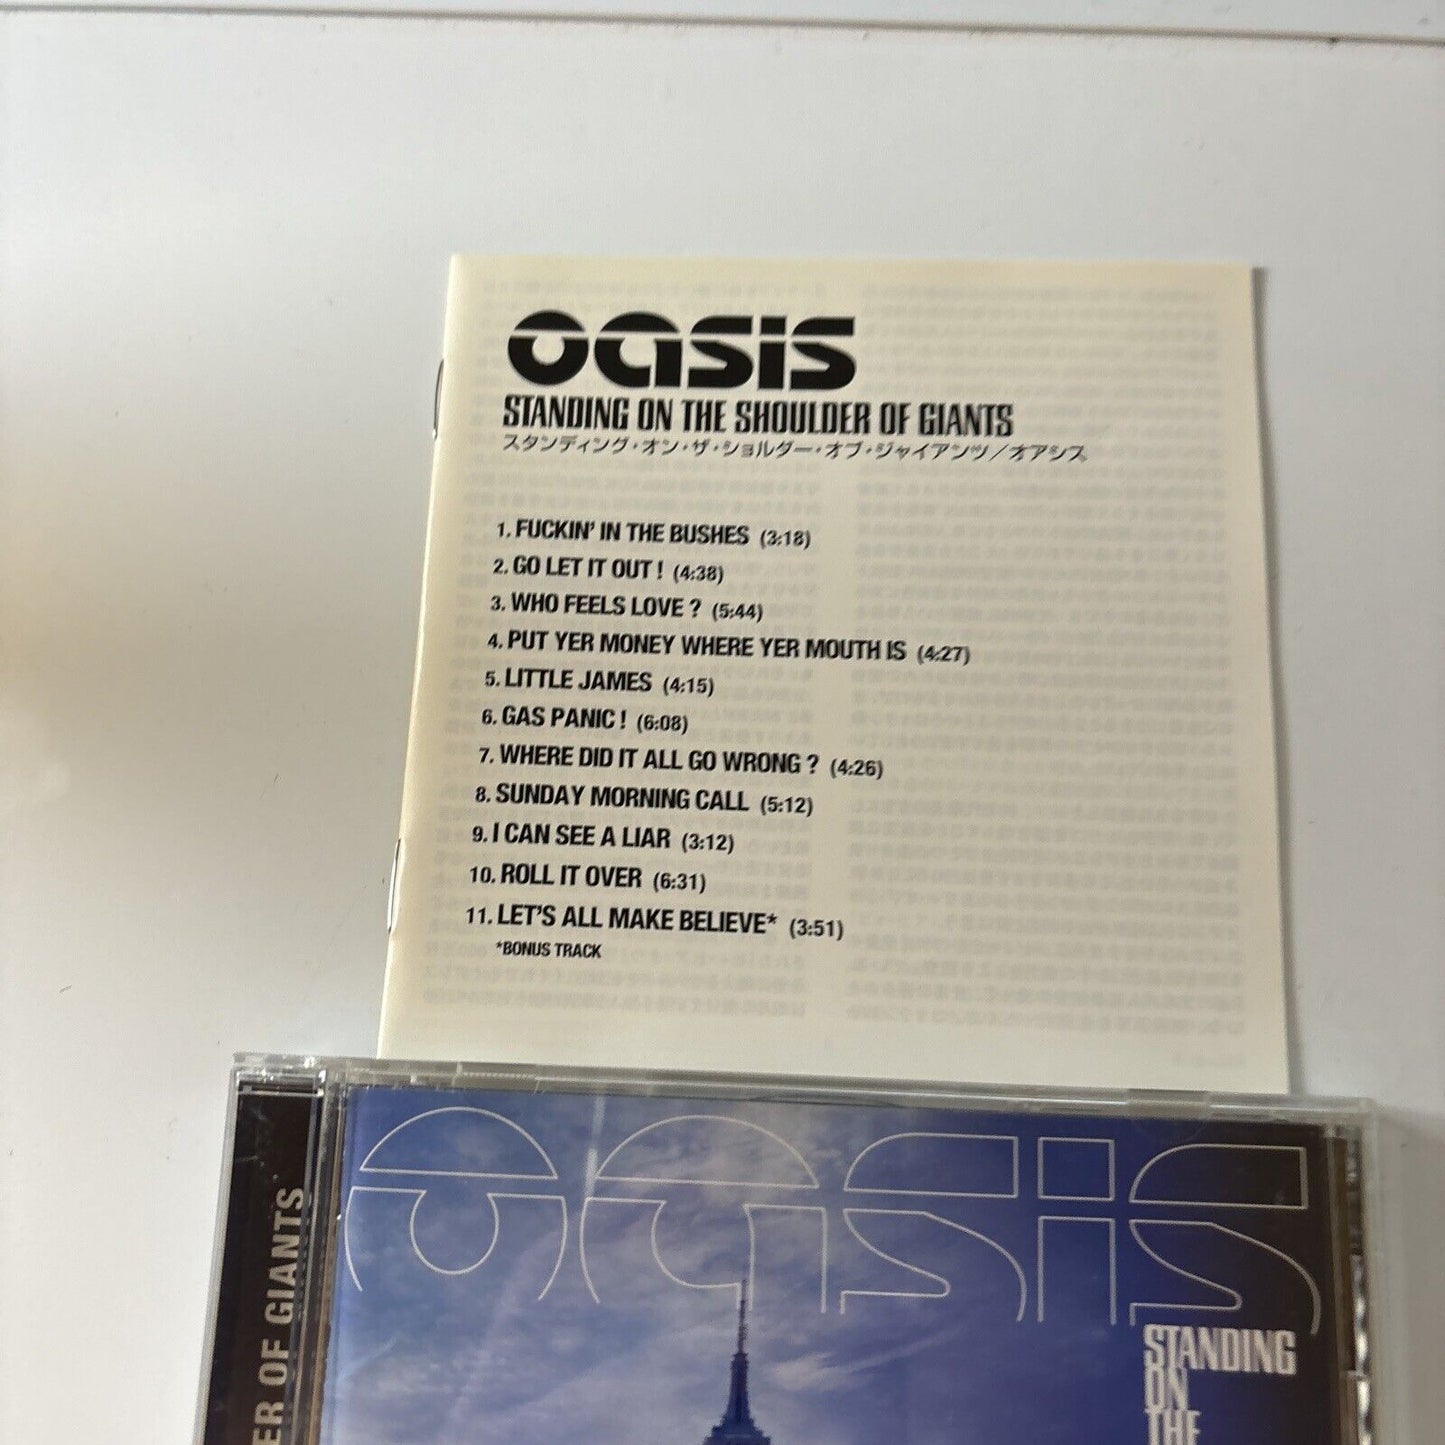 oasis
STANDING ON THE SHOULDER OF GIANTS
スタンディング・オン・ザ・ショルダー・オブ・ジャイアンツ／オアシス
1. FUCKIN' IN THE BUSHES (3:18)
2. GO LET IT OUT ! (4:38)
3. WHO FEELS LOVE ? (5:44)
4. PUT YER MONEY WHERE YER MOUTH IS (4:27)
5. LITTLE JAMES (4:15)
6. GAS PANIC ! (6:08)
7. WHERE DID IT ALL GO WRONG ? (4:26)
8. SUNDAY MORNING CALL (5:12)
9. I CAN SEE A LIAR (3:12)
10. ROLL IT OVER (6:31)
11. LET'S ALL MAKE BELIEVE* (3:51)
*BONUS TRACK
oasis
STANDING
ON
THE
OF GIANTS